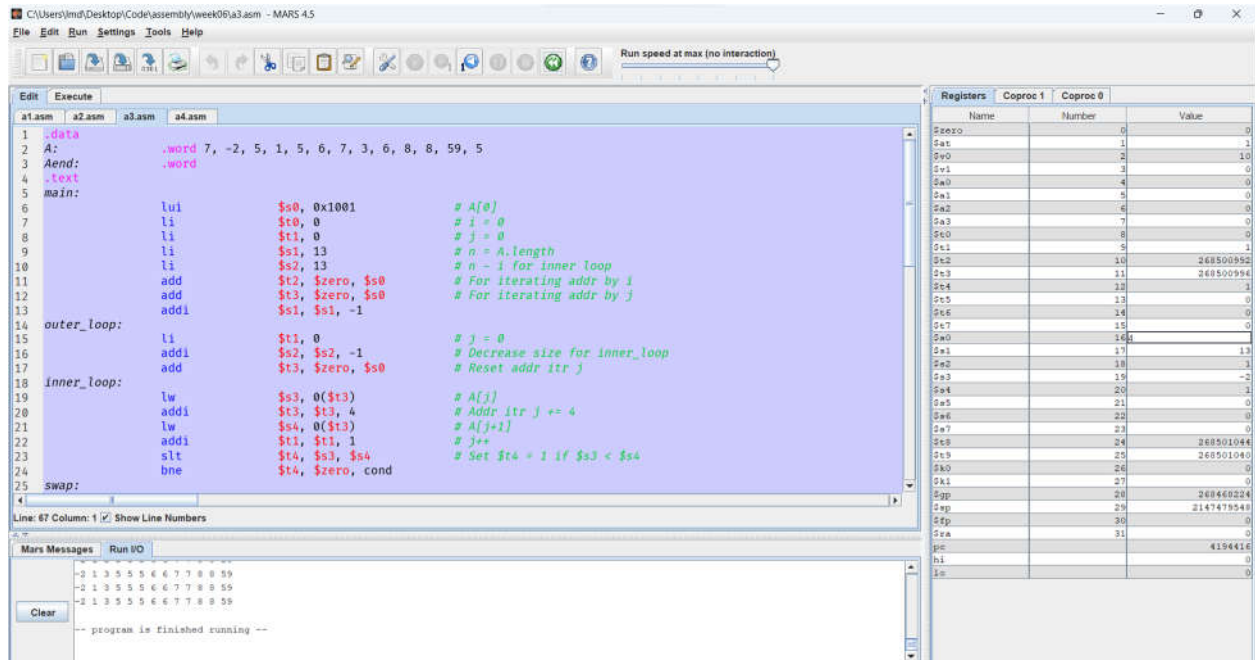 C:\Users\lmd\Desktop\Code\assembly\week06\a3.asm - MARS 4.5
File Edit Run Settings Tools Help
Run speed at max (no interaction)
Edit Execute
a1.asm a2.asm a3.asm a4.asm
1 .data
2 A: .word 7, -2, 5, 1, 5, 6, 7, 3, 6, 8, 8, 59, 5
3 Aend: .word
4 .text
5 main:
6 lui $s0, 0x1001 # A[0]
7 li $t0, 0 # i = 0
8 li $t1, 0 # j = 0
9 li $s1, 13 # n = A.length
10 li $s2, 13 # n - i for inner loop
11 add $t2, $zero, $s0 # For iterating addr by i
12 add $t3, $zero, $s0 # For iterating addr by j
13 addi $s1, $s1, -1
14 outer_loop:
15 li $t1, 0 # j = 0
16 addi $s2, $s2, -1 # Decrease size for inner_loop
17 add $t3, $zero, $s0 # Reset addr itr j
18 inner_loop:
19 lw $s3, 0($t3) # A[j]
20 addi $t3, $t3, 4 # Addr itr j += 4
21 lw $s4, 0($t3) # A[j+1]
22 addi $t1, $t1, 1 # j++
23 slt $t4, $s3, $s4 # Set $t4 = 1 if $s3 < $s4
24 bne $t4, $zero, cond
25 swap:
Line: 67 Column: 1 Show Line Numbers
Mars Messages Run I/O
-2 1 3 5 5 5 6 6 7 7 8 8 59
-2 1 3 5 5 5 6 6 7 7 8 8 59
-2 1 3 5 5 5 6 6 7 7 8 8 59
Clear
-- program is finished running --
Registers Coproc 1 Coproc 0
Name Number Value
$zero 0 0
$at 1 1
$v0 2 10
$v1 3 0
$a0 4 0
$a1 5 0
$a2 6 0
$a3 7 0
$t0 8 0
$t1 9 1
$t2 10 268500992
$t3 11 268500996
$t4 12 1
$t5 13 0
$t6 14 0
$t7 15 0
$s0 16
$s1 17 13
$s2 18 1
$s3 19 -2
$s4 20 1
$s5 21 0
$s6 22 0
$s7 23 0
$t8 24 268501044
$t9 25 268501040
$k0 26 0
$k1 27 0
$gp 28 268468224
$sp 29 2147479548
$fp 30 0
$ra 31 0
pc 4194416
hi 0
lo 0